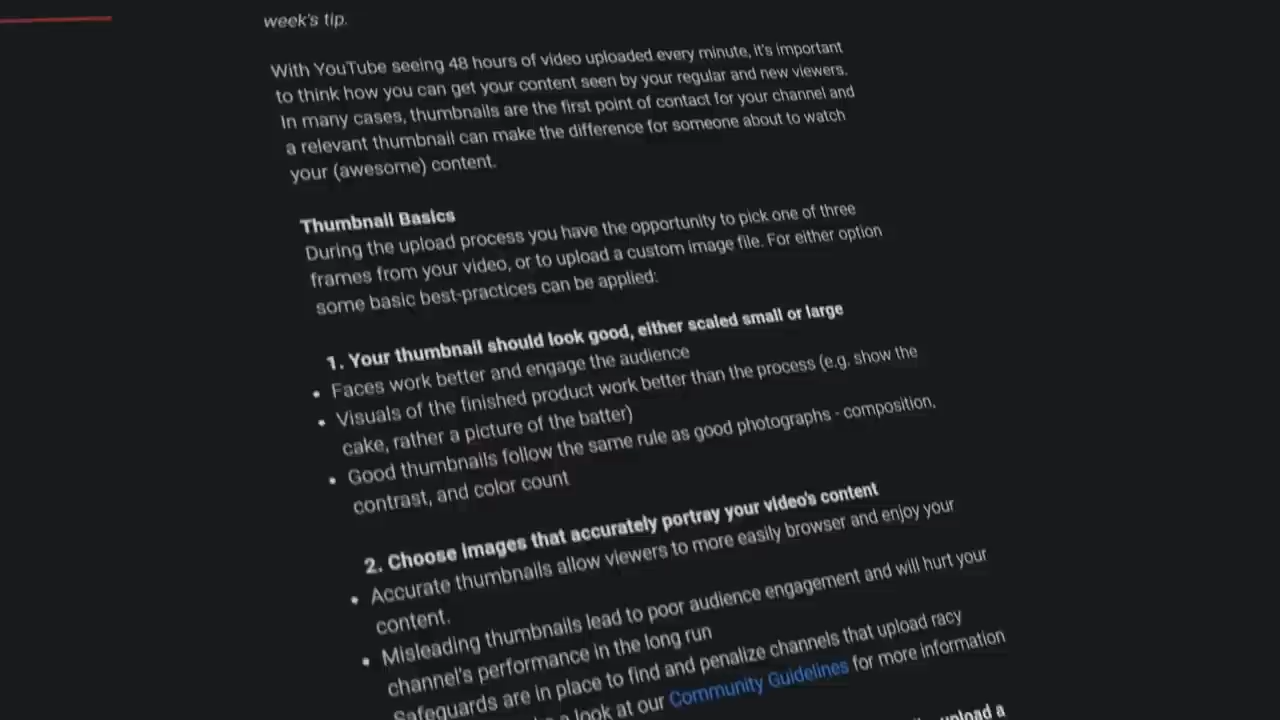 week's tip.
With YouTube seeing 48 hours of video uploaded every minute, it's important
to think how you can get your content seen by your regular and new viewers.
In many cases, thumbnails are the first point of contact for your channel and
a relevant thumbnail can make the difference for someone about to watch
your (awesome) content.
Thumbnail Basics
During the upload process you have the opportunity to pick one of three
frames from your video, or to upload a custom image file. For either option
some basic best-practices can be applied:
1. Your thumbnail should look good, either scaled small or large
• Faces work better and engage the audience
• Visuals of the finished product work better than the process (e.g. show the
cake, rather a picture of the batter)
• Good thumbnails follow the same rule as good photographs - composition,
contrast, and color count
2. Choose images that accurately portray your video's content
• Accurate thumbnails allow viewers to more easily browser and enjoy your
content.
• Misleading thumbnails lead to poor audience engagement and will hurt your
channel's performance in the long run
Safeguards are in place to find and penalize channels that upload racy
a look at our Community Guidelines for more information
upload a